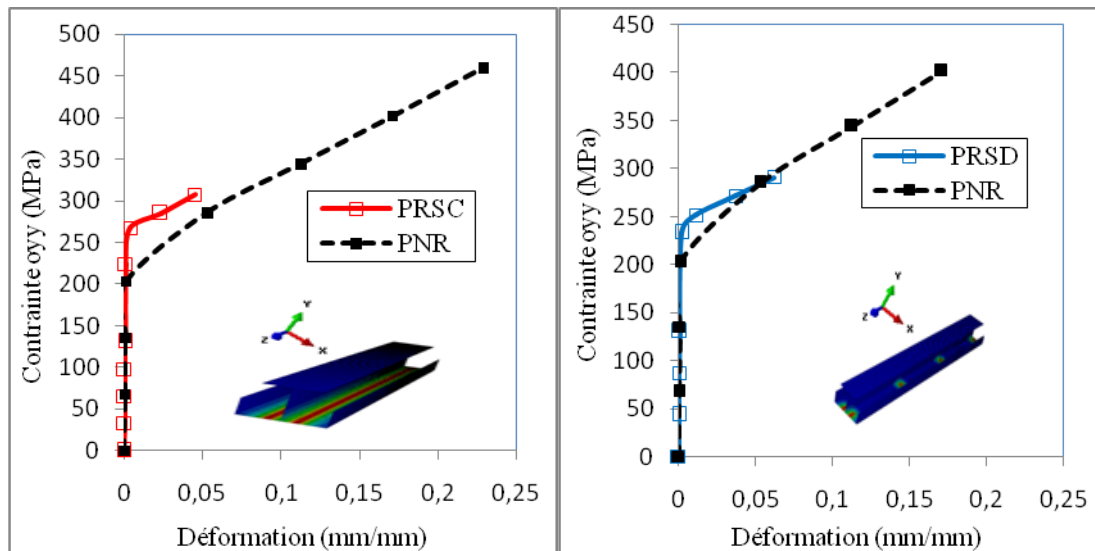 500
450
400
350
300
250
200
150
100
50
0
Contrainte σyy (MPa)
PRSC
PNR
Y
Z
X
0
0,05
0,1
0,15
0,2
0,25
Déformation (mm/mm)
450
400
350
300
250
200
150
100
50
0
Contrainte σyy (MPa)
PRSD
PNR
Y
Z
X
0
0,05
0,1
0,15
0,2
0,25
Déformation (mm/mm)